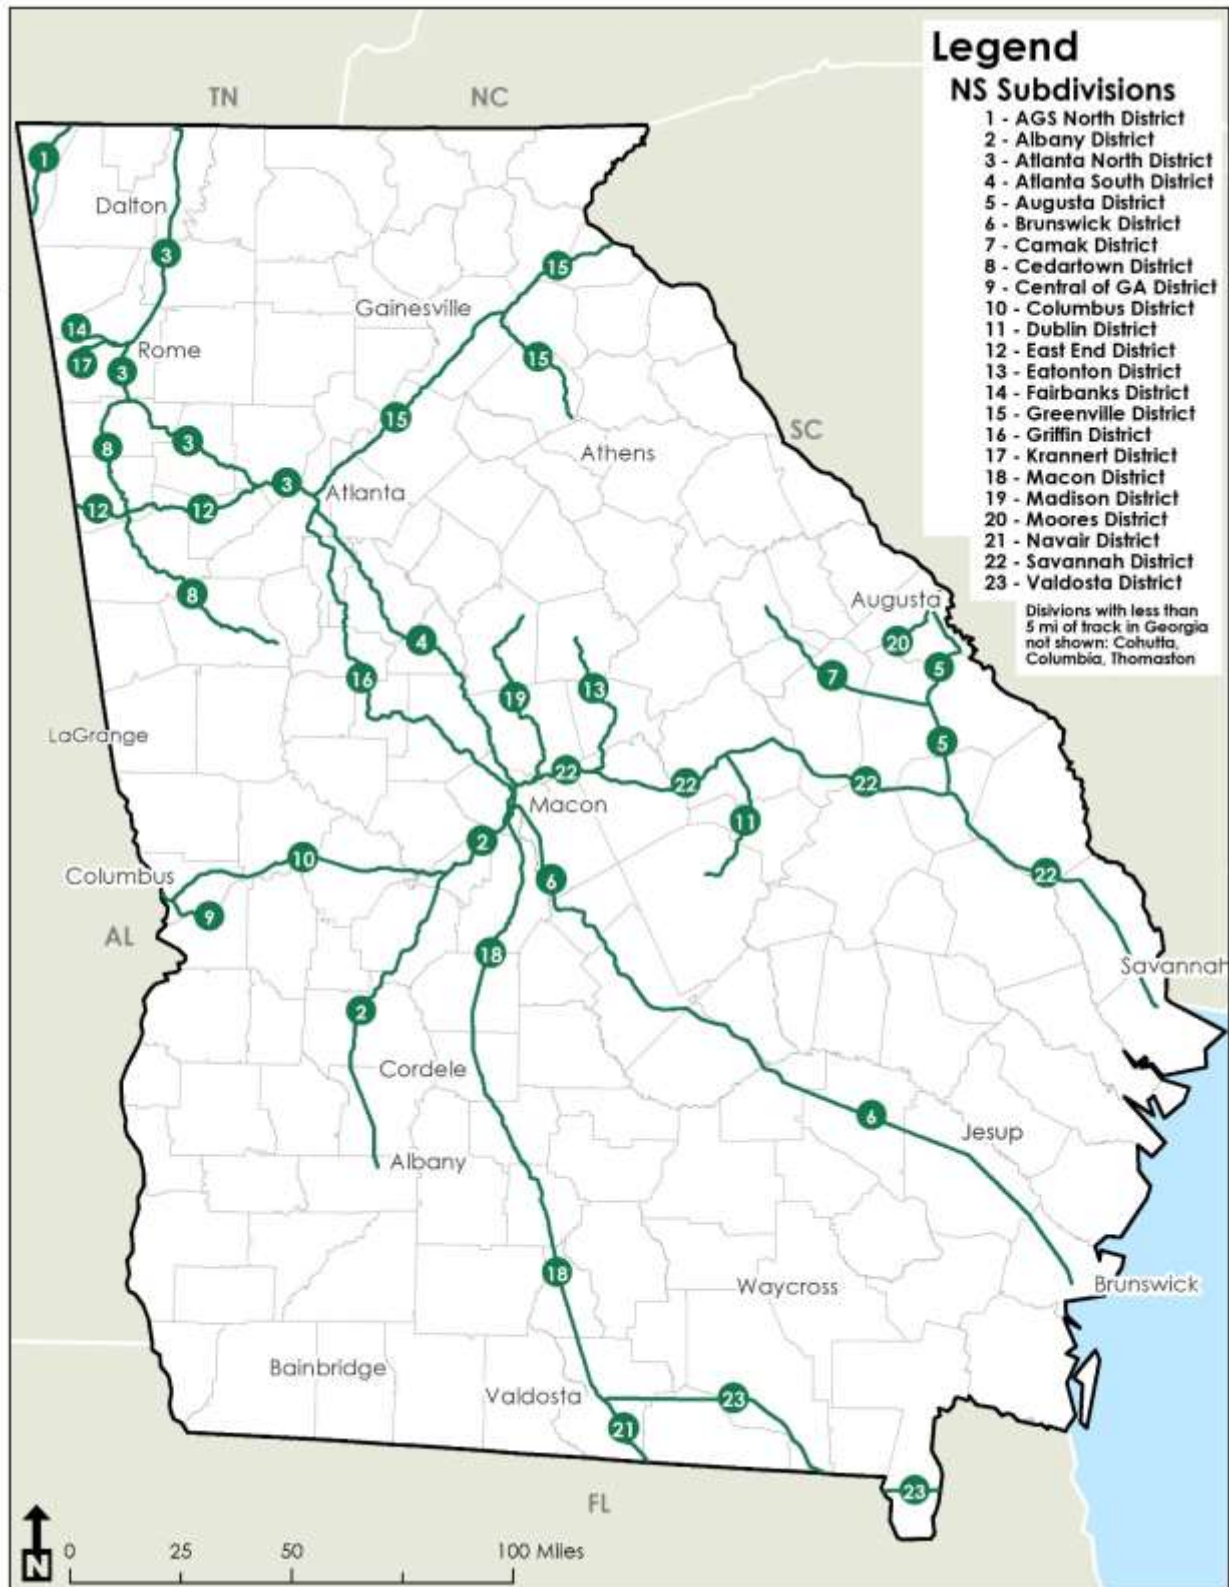 Legend
NS Subdivisions
1 - AGS North District
2 - Albany District
3 - Atlanta North District
4 - Atlanta South District
5 - Augusta District
6 - Brunswick District
7 - Camak District
8 - Cedartown District
9 - Central of GA District
10 - Columbus District
11 - Dublin District
12 - East End District
13 - Eatonton District
14 - Fairbanks District
15 - Greenville District
16 - Griffin District
17 - Krannert District
18 - Macon District
19 - Madison District
20 - Moores District
21 - Navair District
22 - Savannah District
23 - Valdosta District
Disivions with less than
5 mi of track in Georgia
not shown: Cohutta,
Columbia, Thomaston
TN
NC
1
Dalton
3
15
Gainesville
14
Rome
17
3
15
15
SC
8
3
Athens
3
Atlanta
12
12
8
Augusta
20
4
5
7
16
19
13
LaGrange
5
22
22
22
Macon
11
2
10
Columbus
6
22
9
AL
18
Savannah
2
Cordele
6
Jesup
Albany
18
Waycross
Brunswick
Bainbridge
Valdosta
23
21
23
FL
N
0
25
50
100 Miles